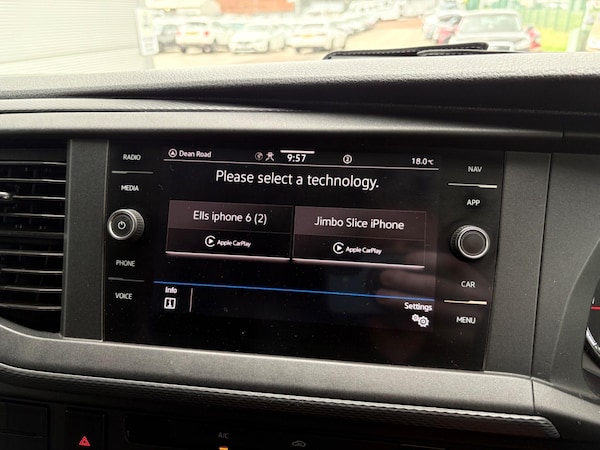 RADIO
MEDIA
PHONE
VOICE
Dean Road
9:57
18.0°C
Please select a technology.
Ells iphone 6 (2)
Apple CarPlay
Jimbo Slice iPhone
Apple CarPlay
Info
Settings
NAV
APP
CAR
MENU
A/C